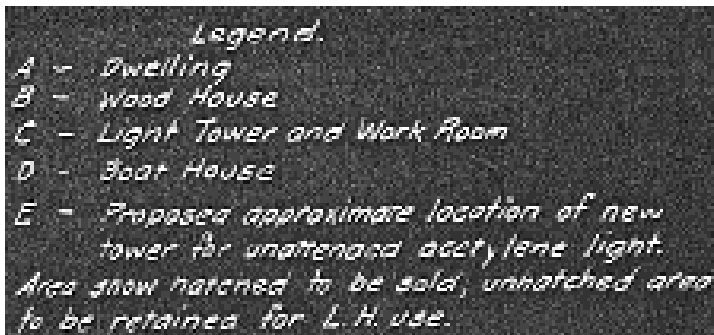 Legend.
A - Dwelling
B - Wood House
C - Light Tower and Work Room
D - Boat House
E - Proposed approximate location of new
tower for unattended acetylene light.
Area show hatched to be sold, unhatched area
to be retained for L.H. use.